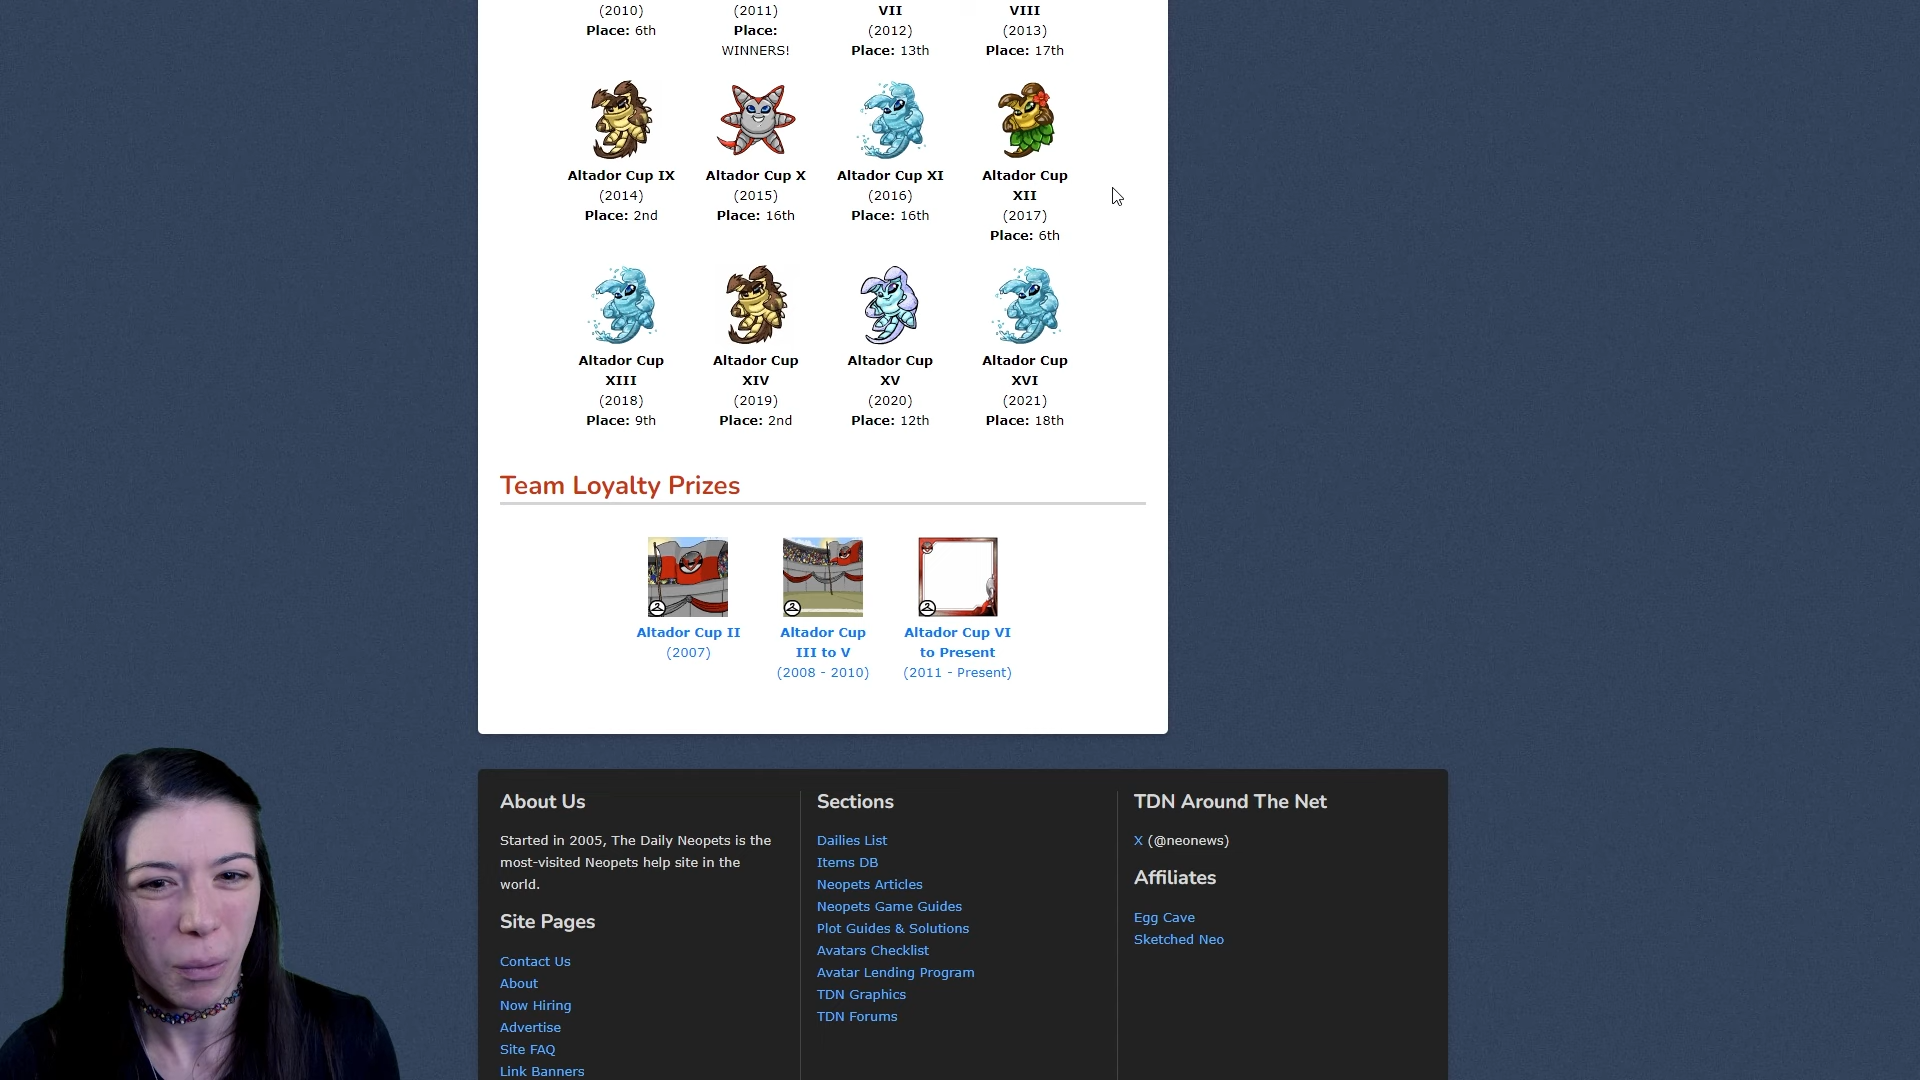 (2010) (2011) VII VIII
Place: 6th Place: (2012) (2013)
WINNERS! Place: 13th Place: 17th
Altador Cup IX Altador Cup X Altador Cup XI Altador Cup
(2014) (2015) (2016) XII
Place: 2nd Place: 16th Place: 16th (2017)
Place: 6th
Altador Cup Altador Cup Altador Cup Altador Cup
XIII XIV XV XVI
(2018) (2019) (2020) (2021)
Place: 9th Place: 2nd Place: 12th Place: 18th
Team Loyalty Prizes
Altador Cup II Altador Cup Altador Cup VI
(2007) III to V to Present
(2008 - 2010) (2011 - Present)
About Us
Started in 2005, The Daily Neopets is the
most-visited Neopets help site in the
world.
Site Pages
Contact Us
About
Now Hiring
Advertise
Site FAQ
Link Banners
Sections
Dailies List
Items DB
Neopets Articles
Neopets Game Guides
Plot Guides & Solutions
Avatars Checklist
Avatar Lending Program
TDN Graphics
TDN Forums
TDN Around The Net
X (@neonews)
Affiliates
Egg Cave
Sketched Neo